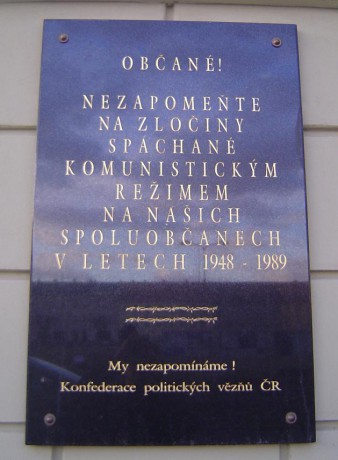 OBČANÉ!
NEZAPOMEŇTE
NA ZLOČINY
SPÁCHANÉ
KOMUNISTICKÝM
REŽIMEM
NA NAŠICH
SPOLUOBČANECH
V LETECH 1948 - 1989
My nezapomínáme !
Konfederace politických vězňů ČR